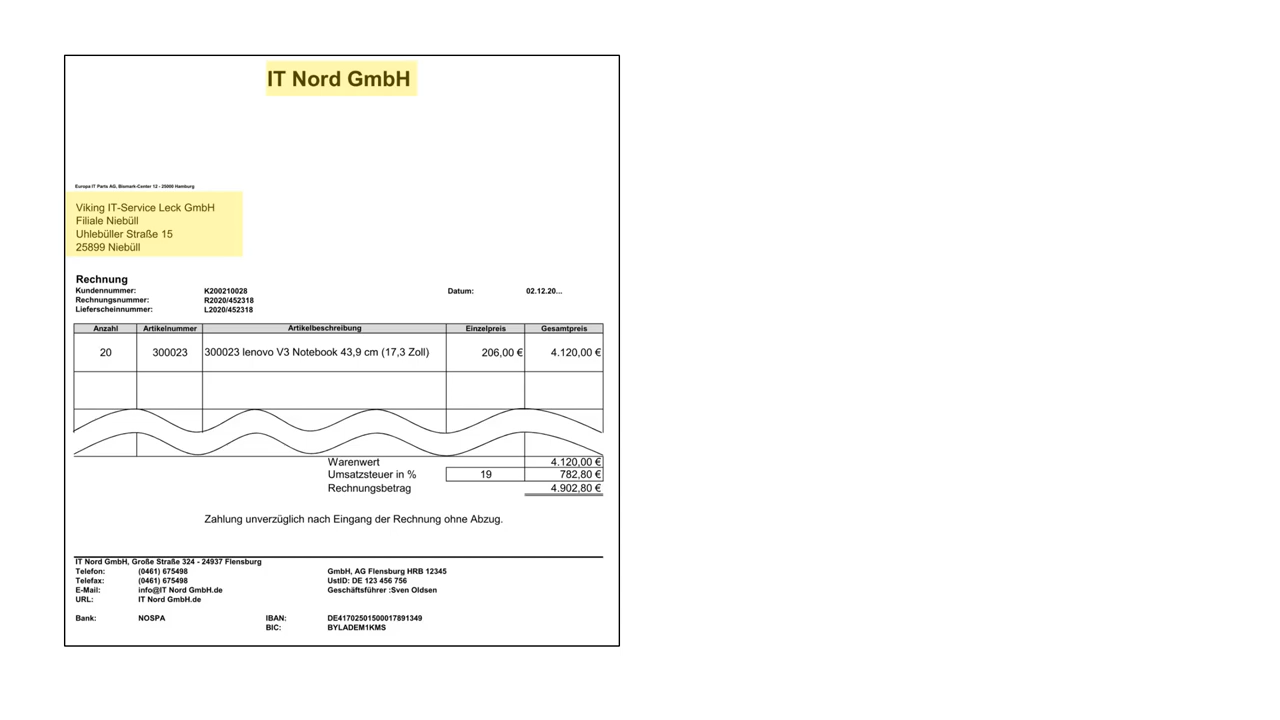 IT Nord GmbH
Europa IT Parts AG, Bismark-Center 12 - 25000 Hamburg
Viking IT-Service Leck GmbH
Filiale Niebüll
Uhlebüller Straße 15
25899 Niebüll
Rechnung
Kundennummer: K200210028 Datum: 02.12.20...
Rechnungsnummer: R2020/452318
Lieferscheinnummer: L2020/452318
Anzahl Artikelnummer Artikelbeschreibung Einzelpreis Gesamtpreis
20 300023 300023 lenovo V3 Notebook 43,9 cm (17,3 Zoll) 206,00 € 4.120,00 €
Warenwert 4.120,00 €
Umsatzsteuer in % 19 782,80 €
Rechnungsbetrag 4.902,80 €
Zahlung unverzüglich nach Eingang der Rechnung ohne Abzug.
IT Nord GmbH, Große Straße 324 - 24937 Flensburg
Telefon: (0461) 675498 GmbH, AG Flensburg HRB 12345
Telefax: (0461) 675498 UstID: DE 123 456 756
E-Mail: info@IT Nord GmbH.de Geschäftsführer :Sven Oldsen
URL: IT Nord GmbH.de
Bank: NOSPA IBAN: DE41702501500017891349
BIC: BYLADEM1KMS